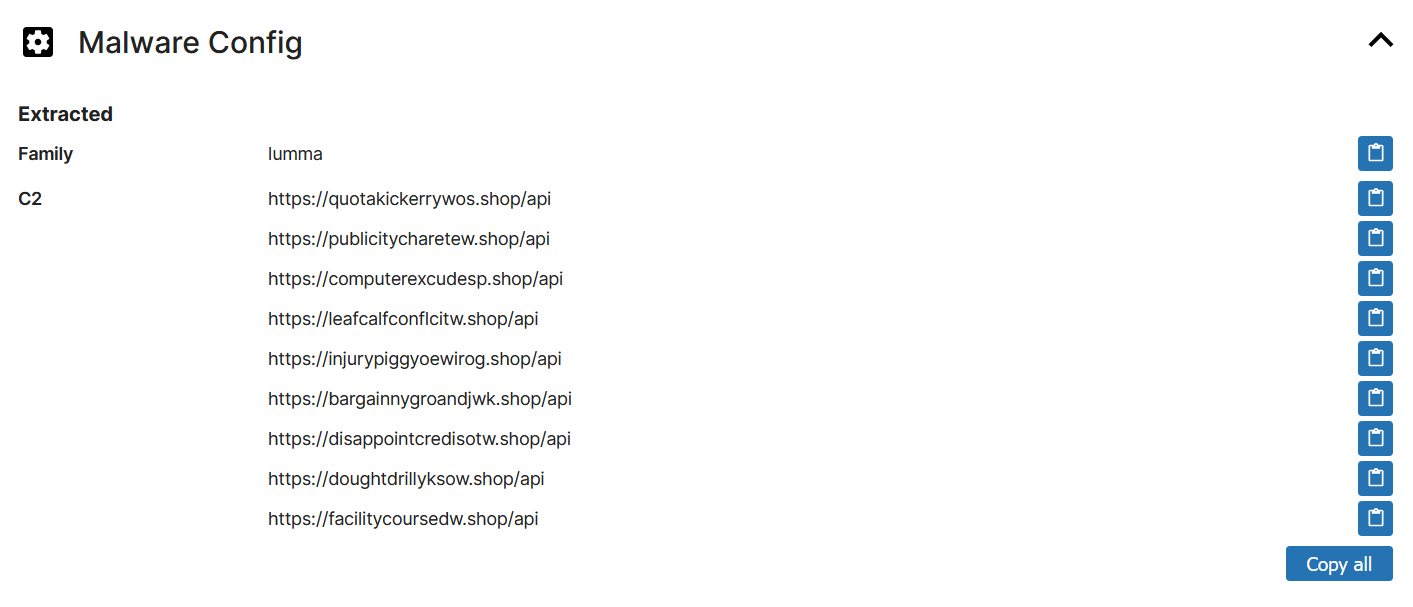 Malware Config
Extracted
Family lumma
C2 https://quotakickerrywos.shop/api
https://publicitycharetew.shop/api
https://computerexcudesp.shop/api
https://leafcalfconflcitw.shop/api
https://injurypiggyoewirog.shop/api
https://bargainnygroandjwk.shop/api
https://disappointcredisotw.shop/api
https://doughtdrillyksow.shop/api
https://facilitycoursedw.shop/api
Copy all